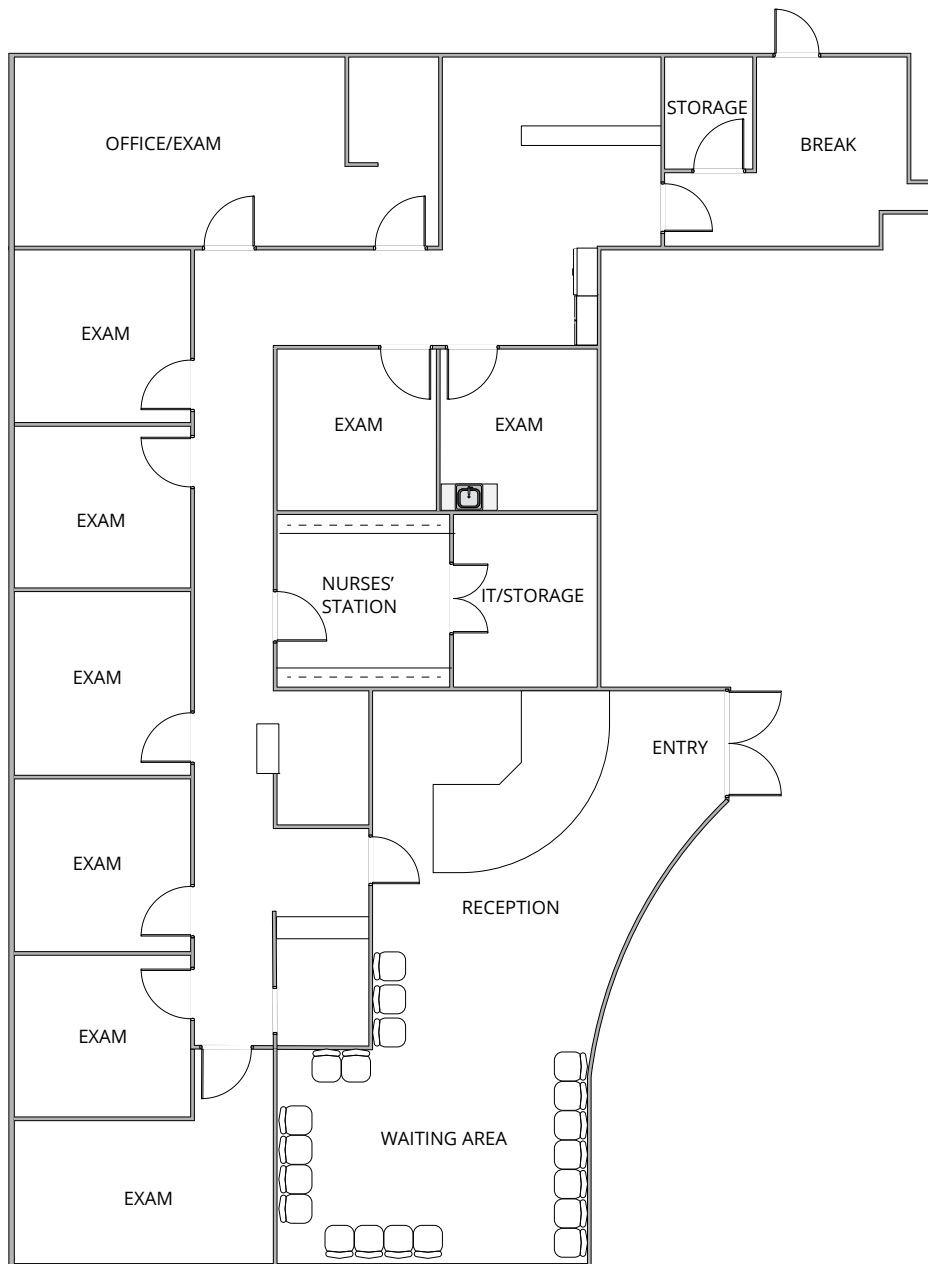 STORAGE
OFFICE/EXAM
BREAK
EXAM
EXAM
EXAM
EXAM
NURSES’
STATION
IT/STORAGE
EXAM
ENTRY
EXAM
RECEPTION
EXAM
WAITING AREA
EXAM